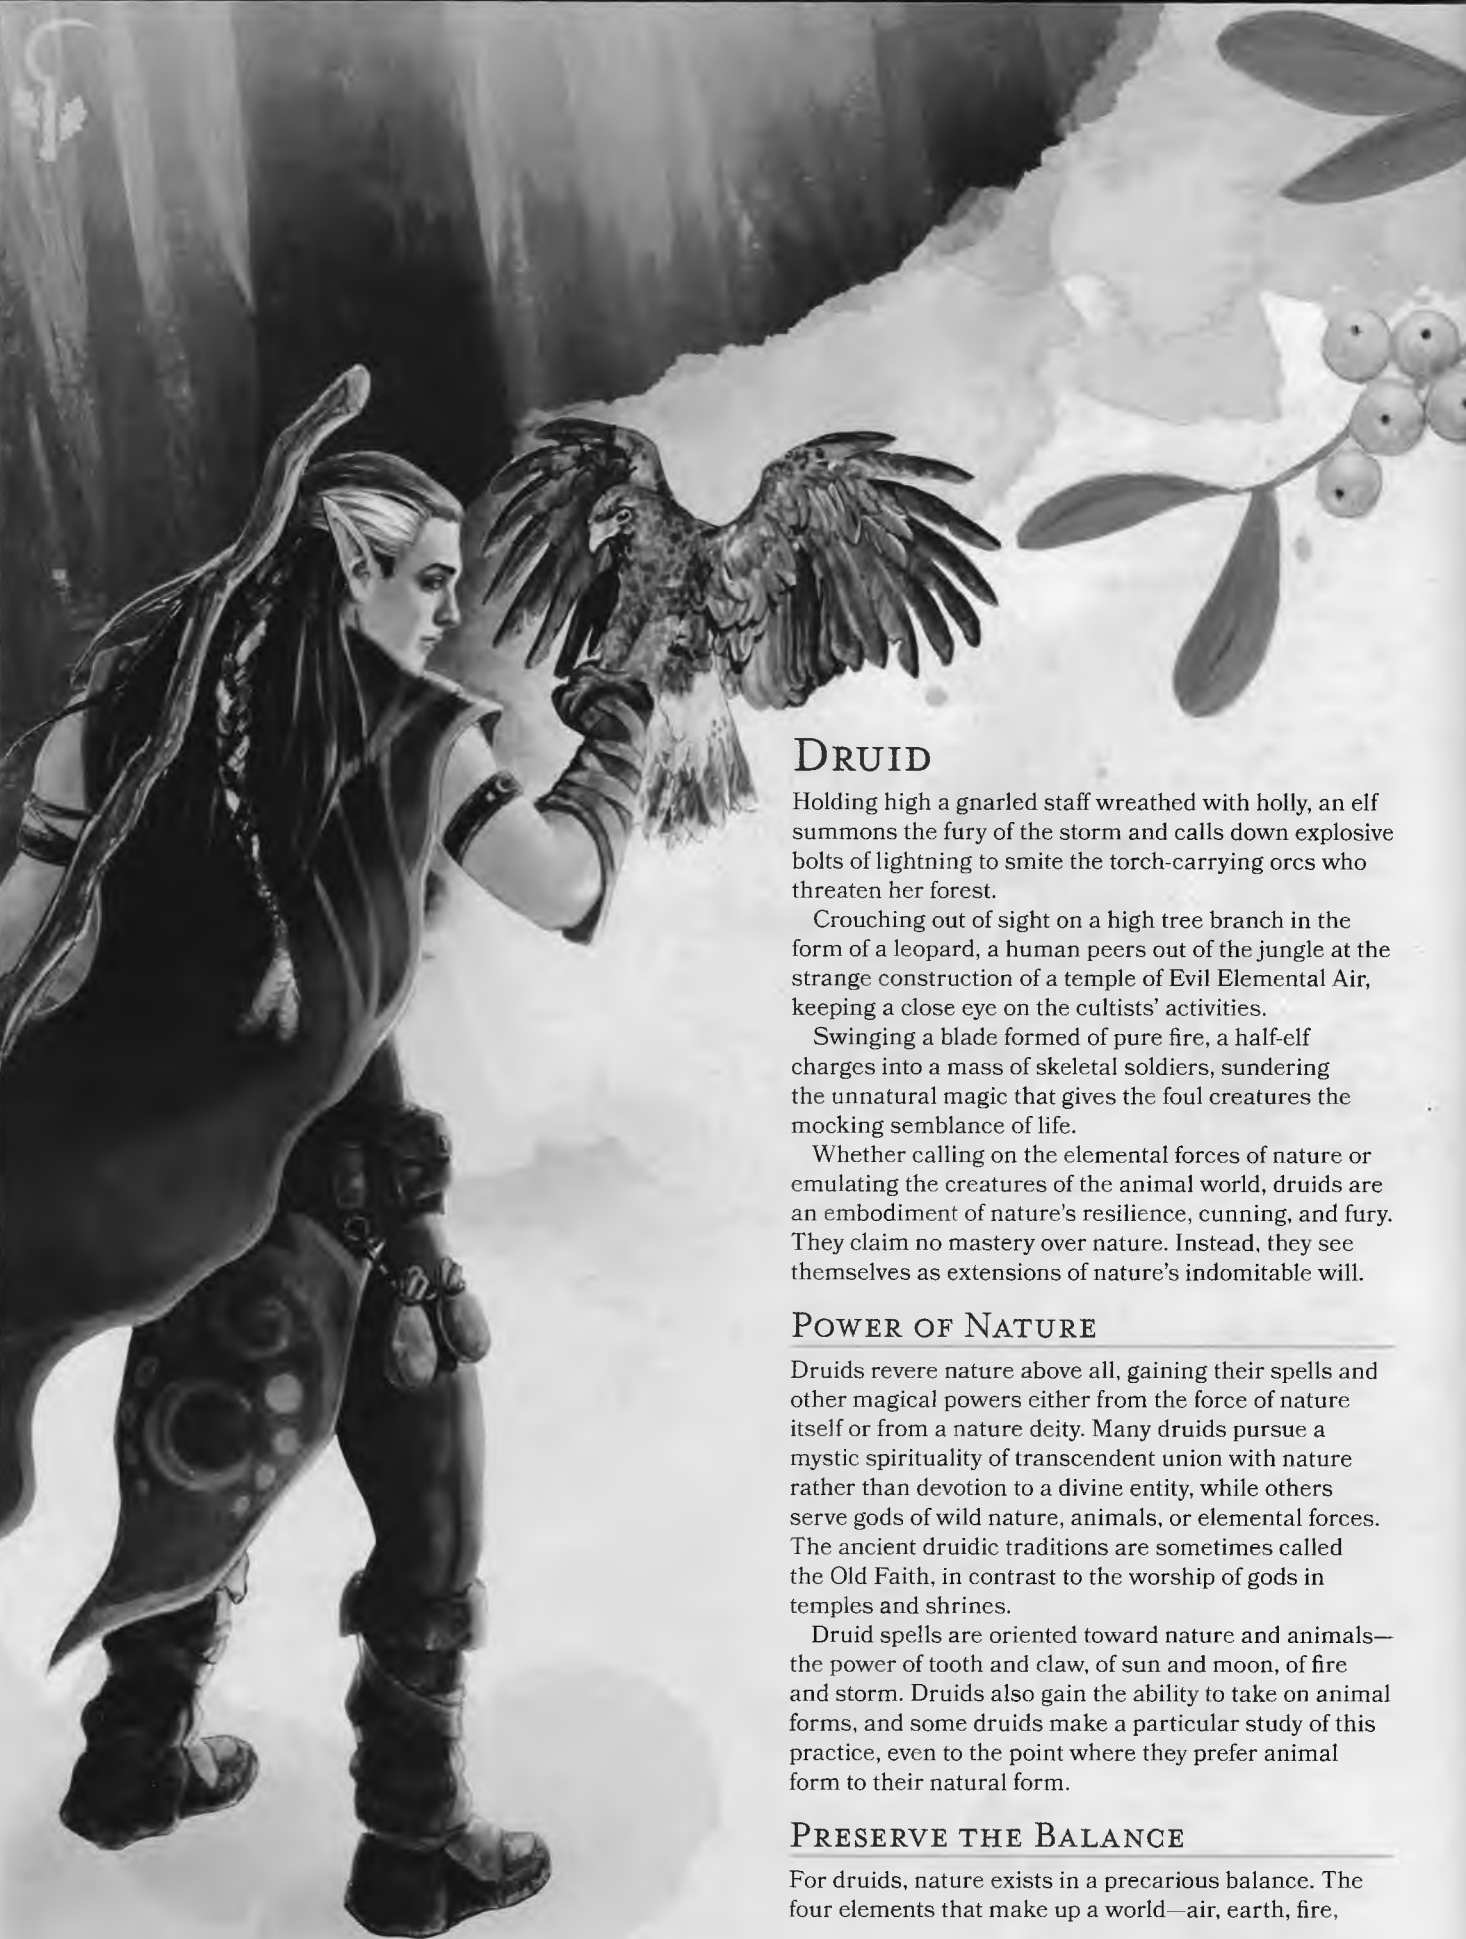 DRUID
Holding high a gnarled staff wreathed with holly, an elf
summons the fury of the storm and calls down explosive
bolts of lightning to smite the torch-carrying orcs who
threaten her forest.
Crouching out of sight on a high tree branch in the
form of a leopard, a human peers out of the jungle at the
strange construction of a temple of Evil Elemental Air,
keeping a close eye on the cultists' activities.
Swinging a blade formed of pure fire, a half-elf
charges into a mass of skeletal soldiers, sundering
the unnatural magic that gives the foul creatures the
mocking semblance of life.
Whether calling on the elemental forces of nature or
emulating the creatures of the animal world, druids are
an embodiment of nature's resilience, cunning, and fury.
They claim no mastery over nature. Instead, they see
themselves as extensions of nature's indomitable will.
POWER OF NATURE
Druids revere nature above all, gaining their spells and
other magical powers either from the force of nature
itself or from a nature deity. Many druids pursue a
mystic spirituality of transcendent union with nature
rather than devotion to a divine entity, while others
serve gods of wild nature, animals, or elemental forces.
The ancient druidic traditions are sometimes called
the Old Faith, in contrast to the worship of gods in
temples and shrines.
Druid spells are oriented toward nature and animals—
the power of tooth and claw, of sun and moon, of fire
and storm. Druids also gain the ability to take on animal
forms, and some druids make a particular study of this
practice, even to the point where they prefer animal
form to their natural form.
PRESERVE THE BALANCE
For druids, nature exists in a precarious balance. The
four elements that make up a world—air, earth, fire,